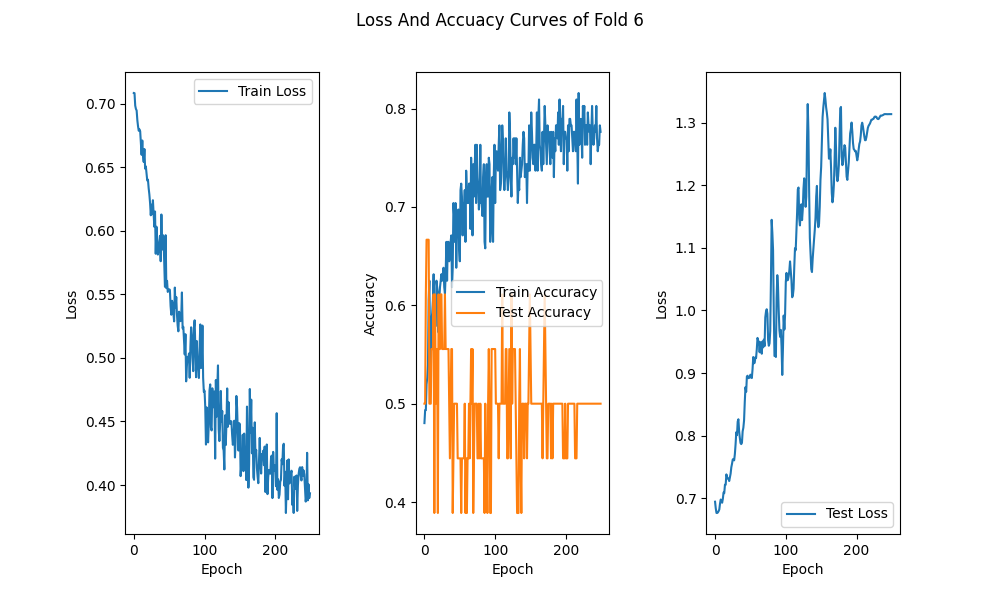 Loss And Accuacy Curves of Fold 6
Loss
0.70
0.65
0.60
0.55
0.50
0.45
0.40
0
100
200
Epoch
Train Loss
Accuracy
0.8
0.7
0.6
0.5
0.4
0
100
200
Epoch
Train Accuracy
Test Accuracy
Loss
1.3
1.2
1.1
1.0
0.9
0.8
0.7
0
100
200
Epoch
Test Loss